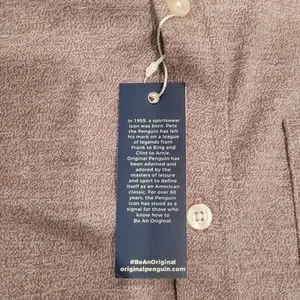 In 1955, a sportswear
icon was born. Pete
the Penguin has left
his mark on a league
of legends from
Frank to Bing and
Clint to Arnie.
Original Penguin has
been adorned and
adored by the
masters of leisure
and sport to define
itself as an American
classic. For over 60
years, the Penguin
icon has stood as a
signal for those who
know how to
Be An Original.
#BeAnOriginal
originalpenguin.com